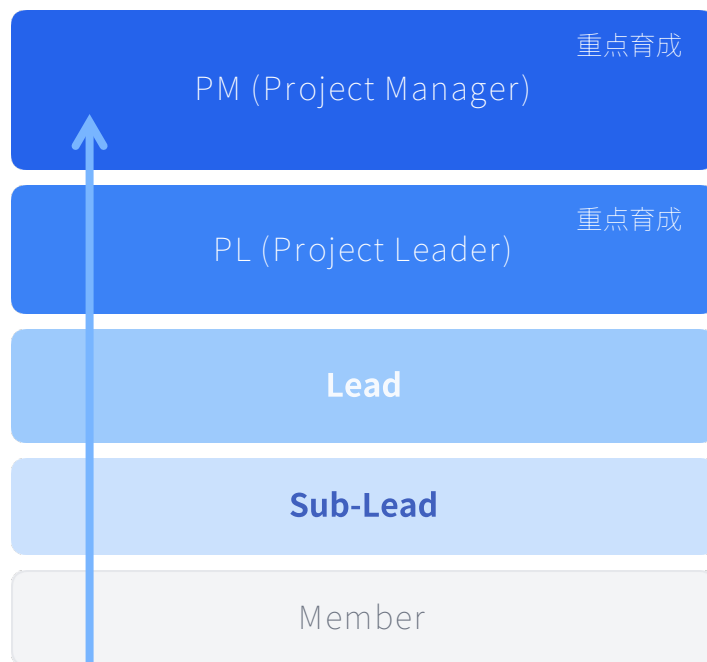 重点育成
PM (Project Manager)
重点育成
PL (Project Leader)
Lead
Sub-Lead
Member